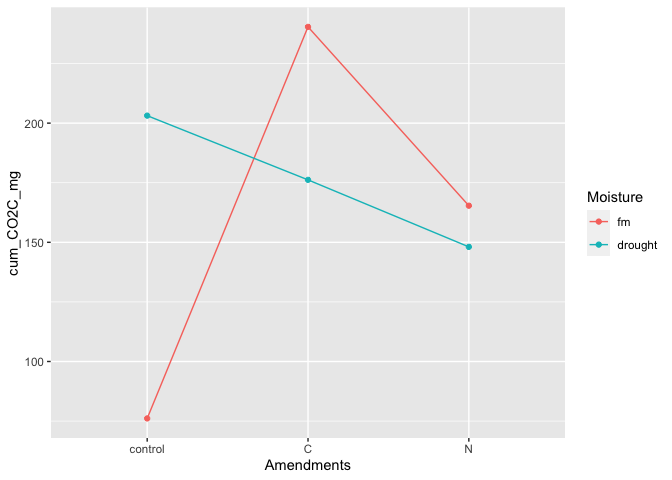 200
150
100
cum_CO2C_mg
control
C
N
Amendments
Moisture
fm
drought